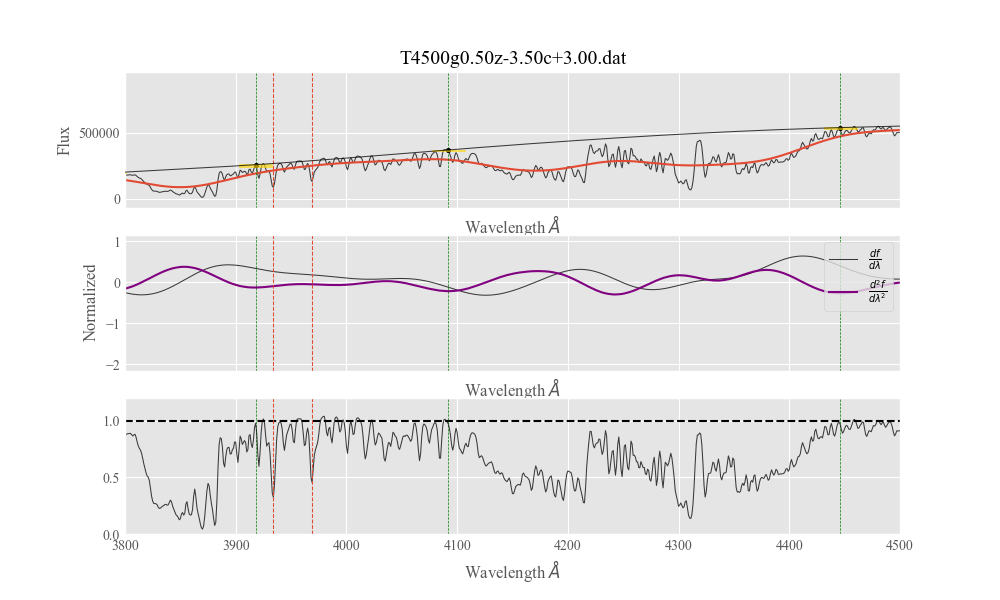 T4500g0.50z-3.50c+3.00.dat
Flux
500000
0
Wavelength Å
Normalized
1
0
−1
−2
df
dλ
d²f
dλ²
Wavelength Å
1.0
0.5
0.0
3800 3900 4000 4100 4200 4300 4400 4500
Wavelength Å